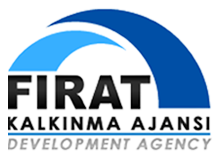 FIRAT
KALKINMA AJANSI
DEVELOPMENT AGENCY